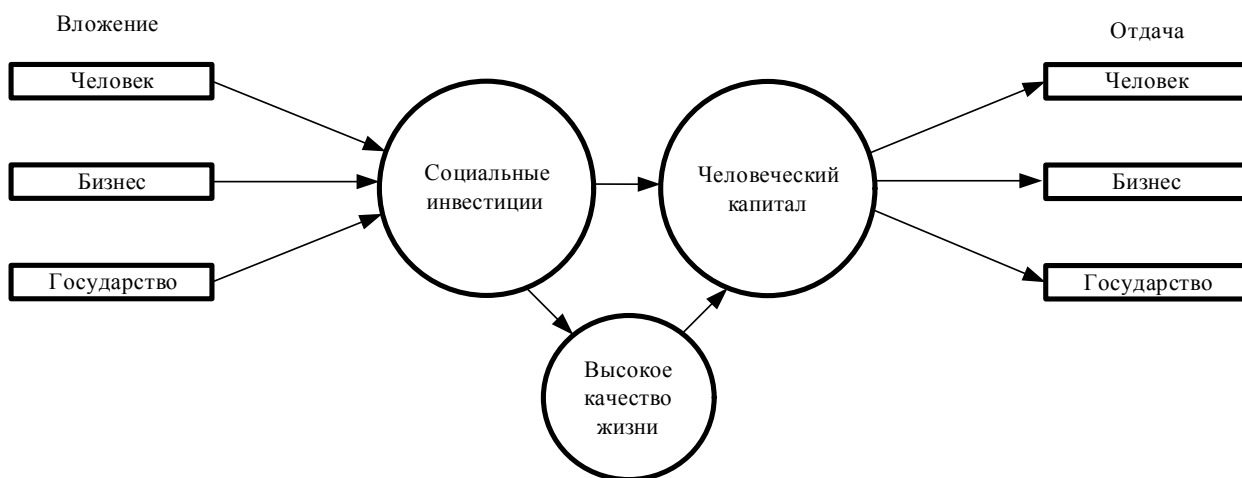 Вложение
Отдача
Человек
Человек
Бизнес
Социальные
инвестиции
Человеческий
капитал
Бизнес
Государство
Государство
Высокое
качество
жизни